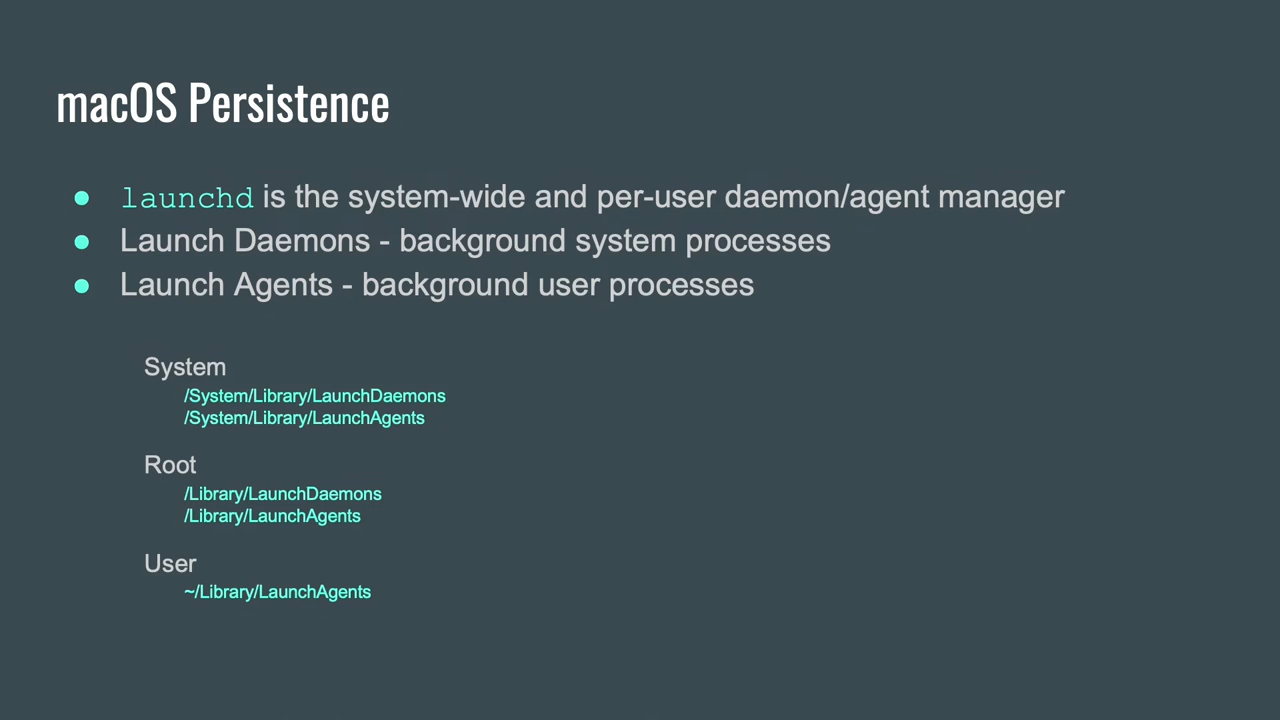 macOS Persistence
● launchd is the system-wide and per-user daemon/agent manager
● Launch Daemons - background system processes
● Launch Agents - background user processes
System
/System/Library/LaunchDaemons
/System/Library/LaunchAgents
Root
/Library/LaunchDaemons
/Library/LaunchAgents
User
~/Library/LaunchAgents